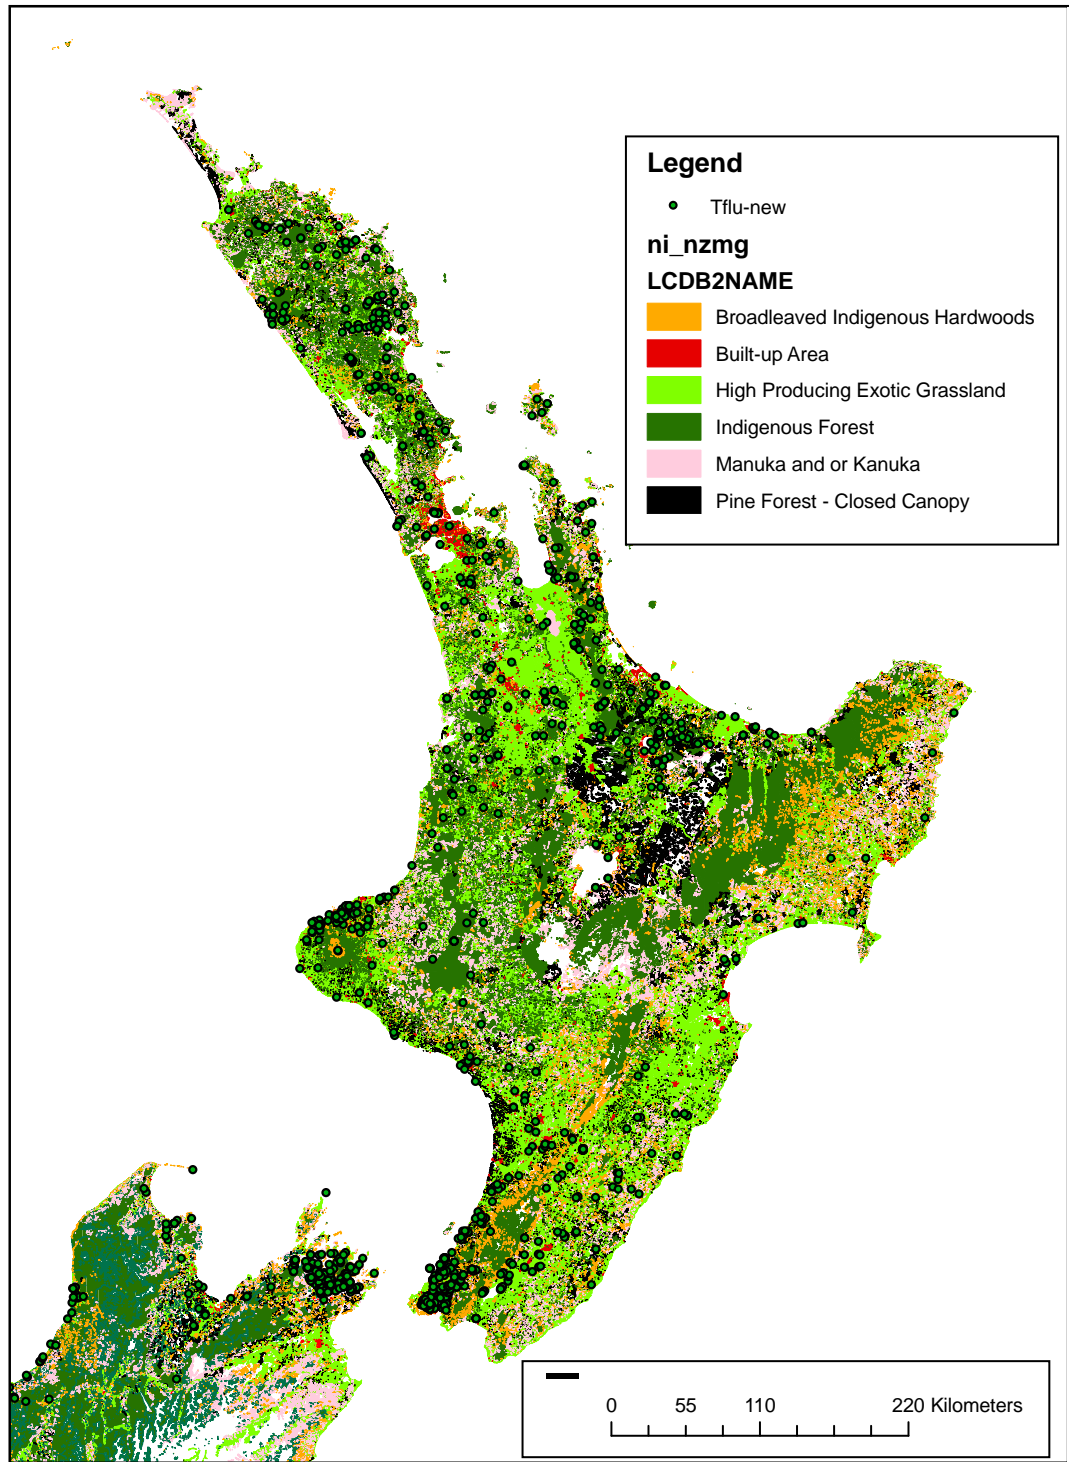 Legend
Tflu-new
ni_nzmg
LCDB2NAME
Broadleaved Indigenous Hardwoods
Built-up Area
High Producing Exotic Grassland
Indigenous Forest
Manuka and or Kanuka
Pine Forest - Closed Canopy
0 55 110 220 Kilometers